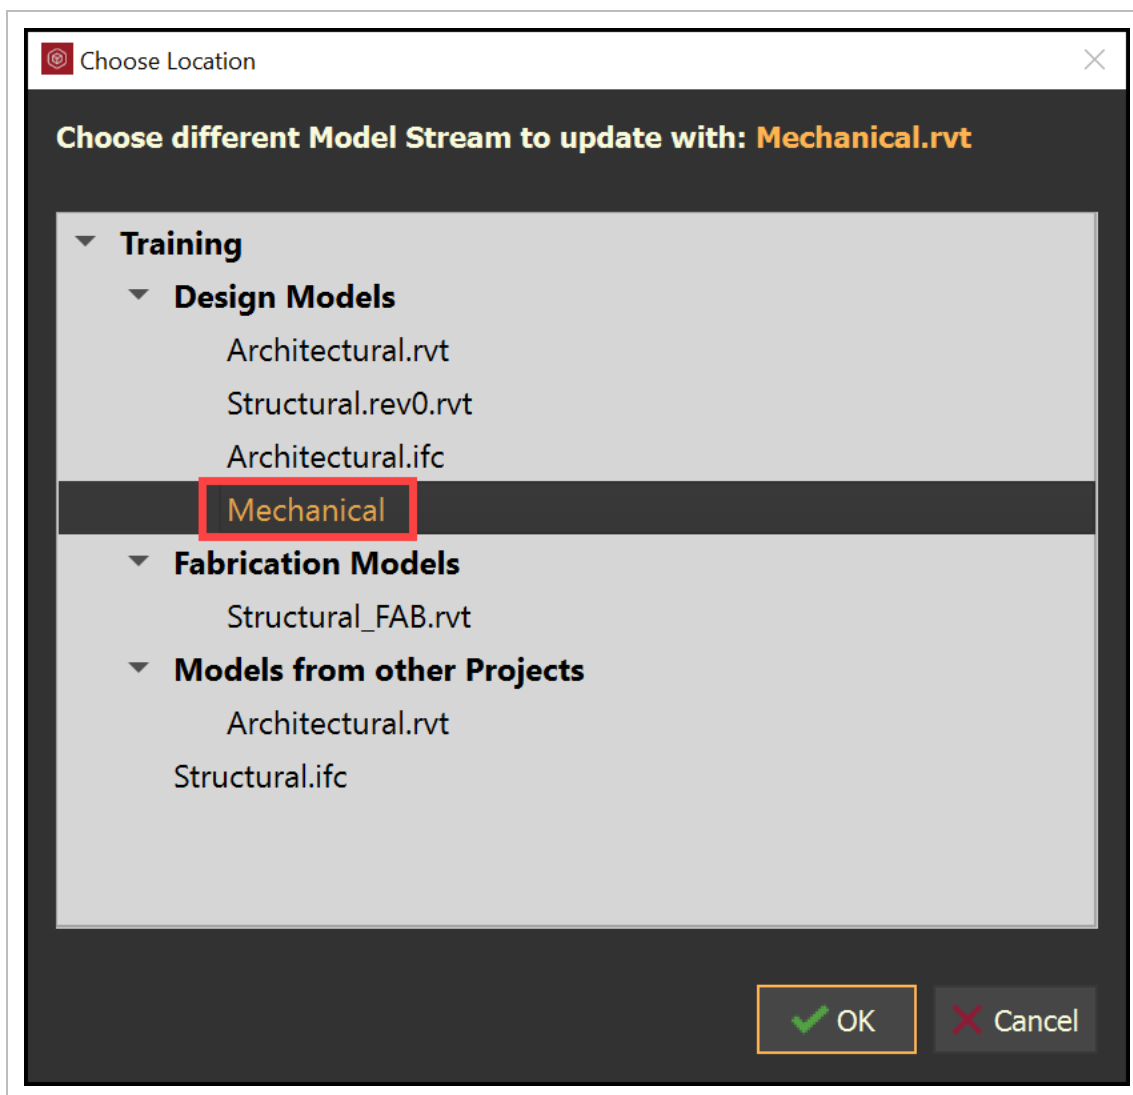 Choose Location
Choose different Model Stream to update with: Mechanical.rvt
Training
Design Models
Architectural.rvt
Structural.rev0.rvt
Architectural.ifc
Mechanical
Fabrication Models
Structural_FAB.rvt
Models from other Projects
Architectural.rvt
Structural.ifc
OK Cancel